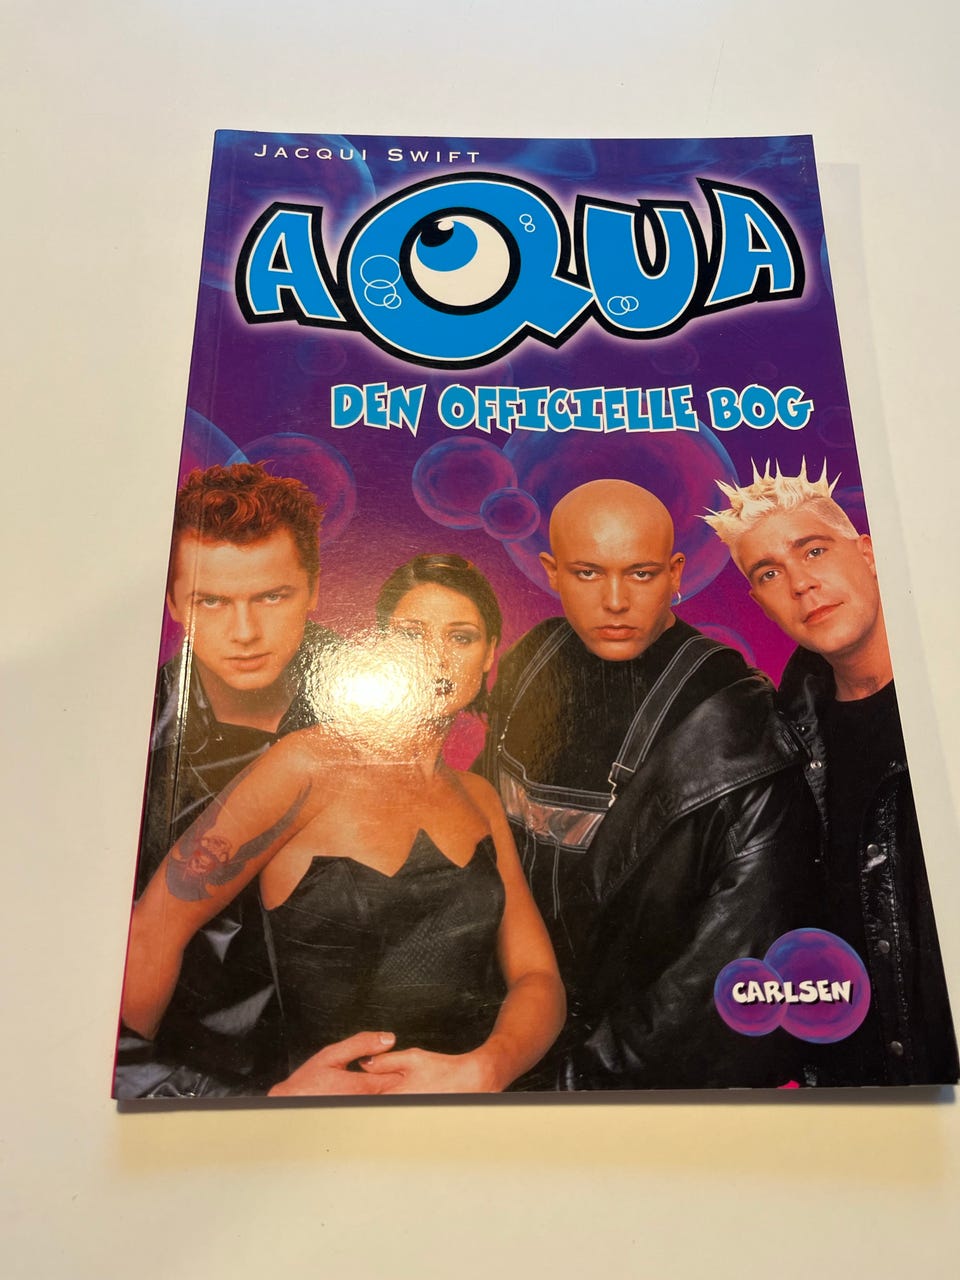 JACQUI SWIFT
AQUA
DEN OFFICIELLE BOG
CARLSEN